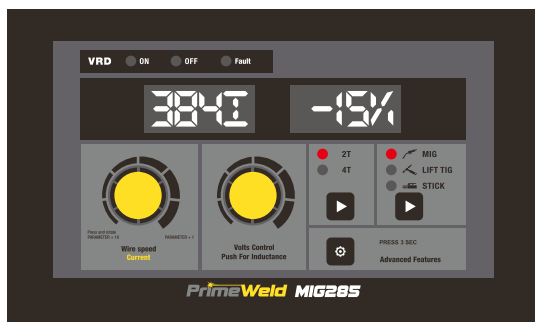 VRD ON OFF Fault
384I -15%
2T
4T
MIG
LIFT TIG
STICK
Press and rotate
PARAMETER + 10 PARAMETER + 1
Wire speed
Current
Volts Control
Push For Inductance
PRESS 3 SEC
Advanced Features
PrimeWeld MIG285